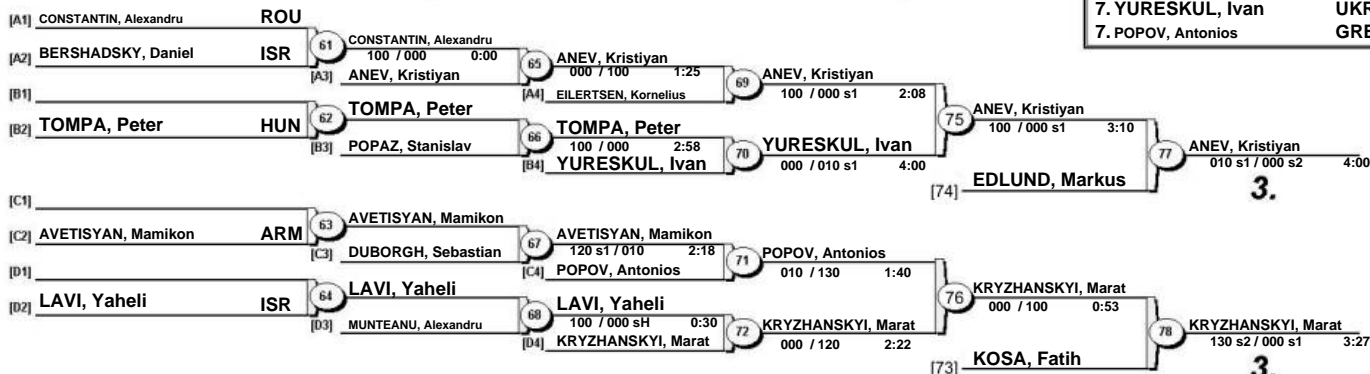 7. YURESKUL, Ivan UKR
7. POPOV, Antonios GRE
[A1] CONSTANTIN, Alexandru ROU
[A2] BERSHADSKY, Daniel ISR
61
CONSTANTIN, Alexandru
100 / 000 0:00
[A3] ANEV, Kristiyan
65
ANEV, Kristiyan
000 / 100 1:25
[A4] EILERTSEN, Kornelius
69
ANEV, Kristiyan
100 / 000 s1 2:08
[B1]
[B2] TOMPA, Peter HUN
62
TOMPA, Peter
[B3] POPAZ, Stanislav
66
TOMPA, Peter
100 / 000 2:58
[B4] YURESKUL, Ivan
70
YURESKUL, Ivan
000 / 010 s1 4:00
75
ANEV, Kristiyan
100 / 000 s1 3:10
[74] EDLUND, Markus
77
ANEV, Kristiyan
010 s1 / 000 s2 4:00
3.
[C1]
[C2] AVETISYAN, Mamikon ARM
63
AVETISYAN, Mamikon
[C3] DUBORGH, Sebastian
67
AVETISYAN, Mamikon
120 s1 / 010 2:18
[C4] POPOV, Antonios
71
POPOV, Antonios
010 / 130 1:40
[D1]
[D2] LAVI, Yaheli ISR
64
LAVI, Yaheli
[D3] MUNTEANU, Alexandru
68
LAVI, Yaheli
100 / 000 sH 0:30
[D4] KRYZHANSKYI, Marat
72
KRYZHANSKYI, Marat
000 / 120 2:22
76
KRYZHANSKYI, Marat
000 / 100 0:53
[73] KOSA, Fatih
78
KRYZHANSKYI, Marat
130 s2 / 000 s1 3:27
3.